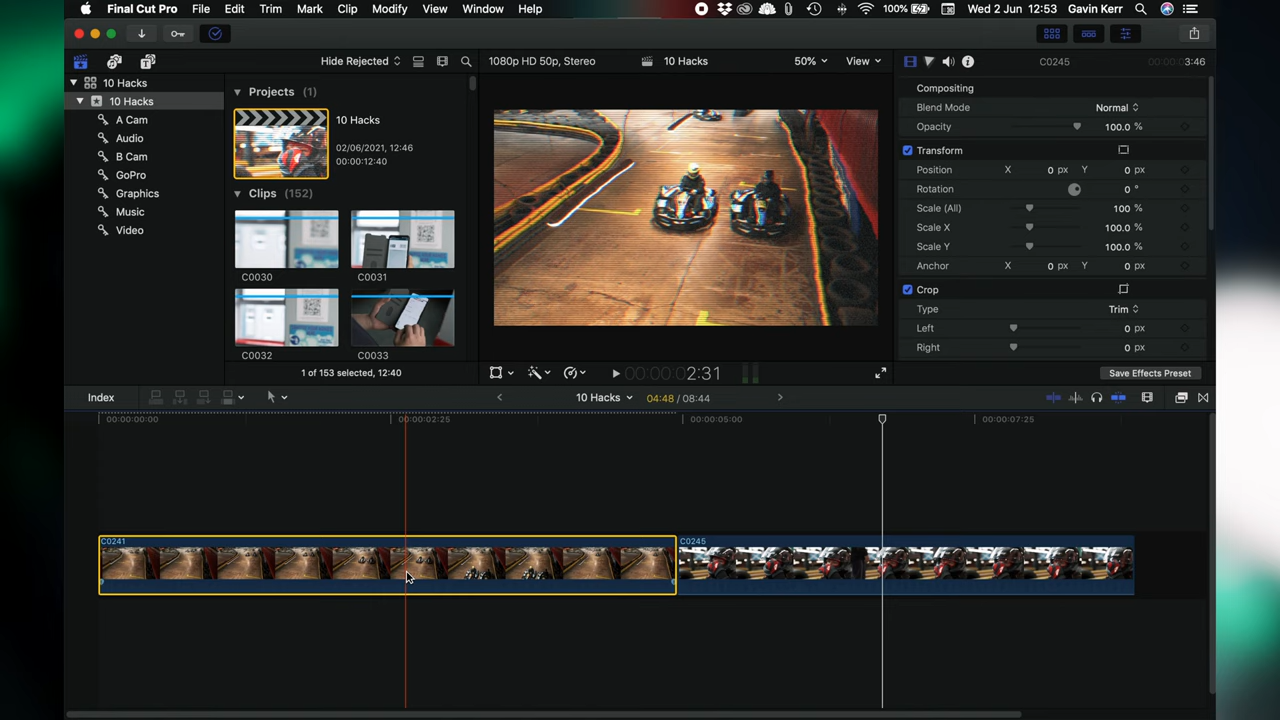 Final Cut Pro File Edit Trim Mark Clip Modify View Window Help 100% Wed 2 Jun 12:53 Gavin Kerr
Hide Rejected 1080p HD 50p, Stereo 10 Hacks 50% View C0245 00:00:03:46
10 Hacks
10 Hacks
A Cam
Audio
B Cam
GoPro
Graphics
Music
Video
Projects (1)
10 Hacks
02/06/2021, 12:46
00:00:12:40
Clips (152)
C0030 C0031
C0032 C0033
1 of 153 selected, 12:40
00:00:00:02:31
Compositing
Blend Mode Normal
Opacity 100.0 %
Transform
Position X 0 px Y 0 px
Rotation 0 °
Scale (All) 100 %
Scale X 100.0 %
Scale Y 100.0 %
Anchor X 0 px Y 0 px
Crop
Type Trim
Left 0 px
Right 0 px
Save Effects Preset
Index 10 Hacks 04:48 / 08:44
00:00:00:00 00:00:02:25 00:00:05:00 00:00:07:25
C0241 C0245